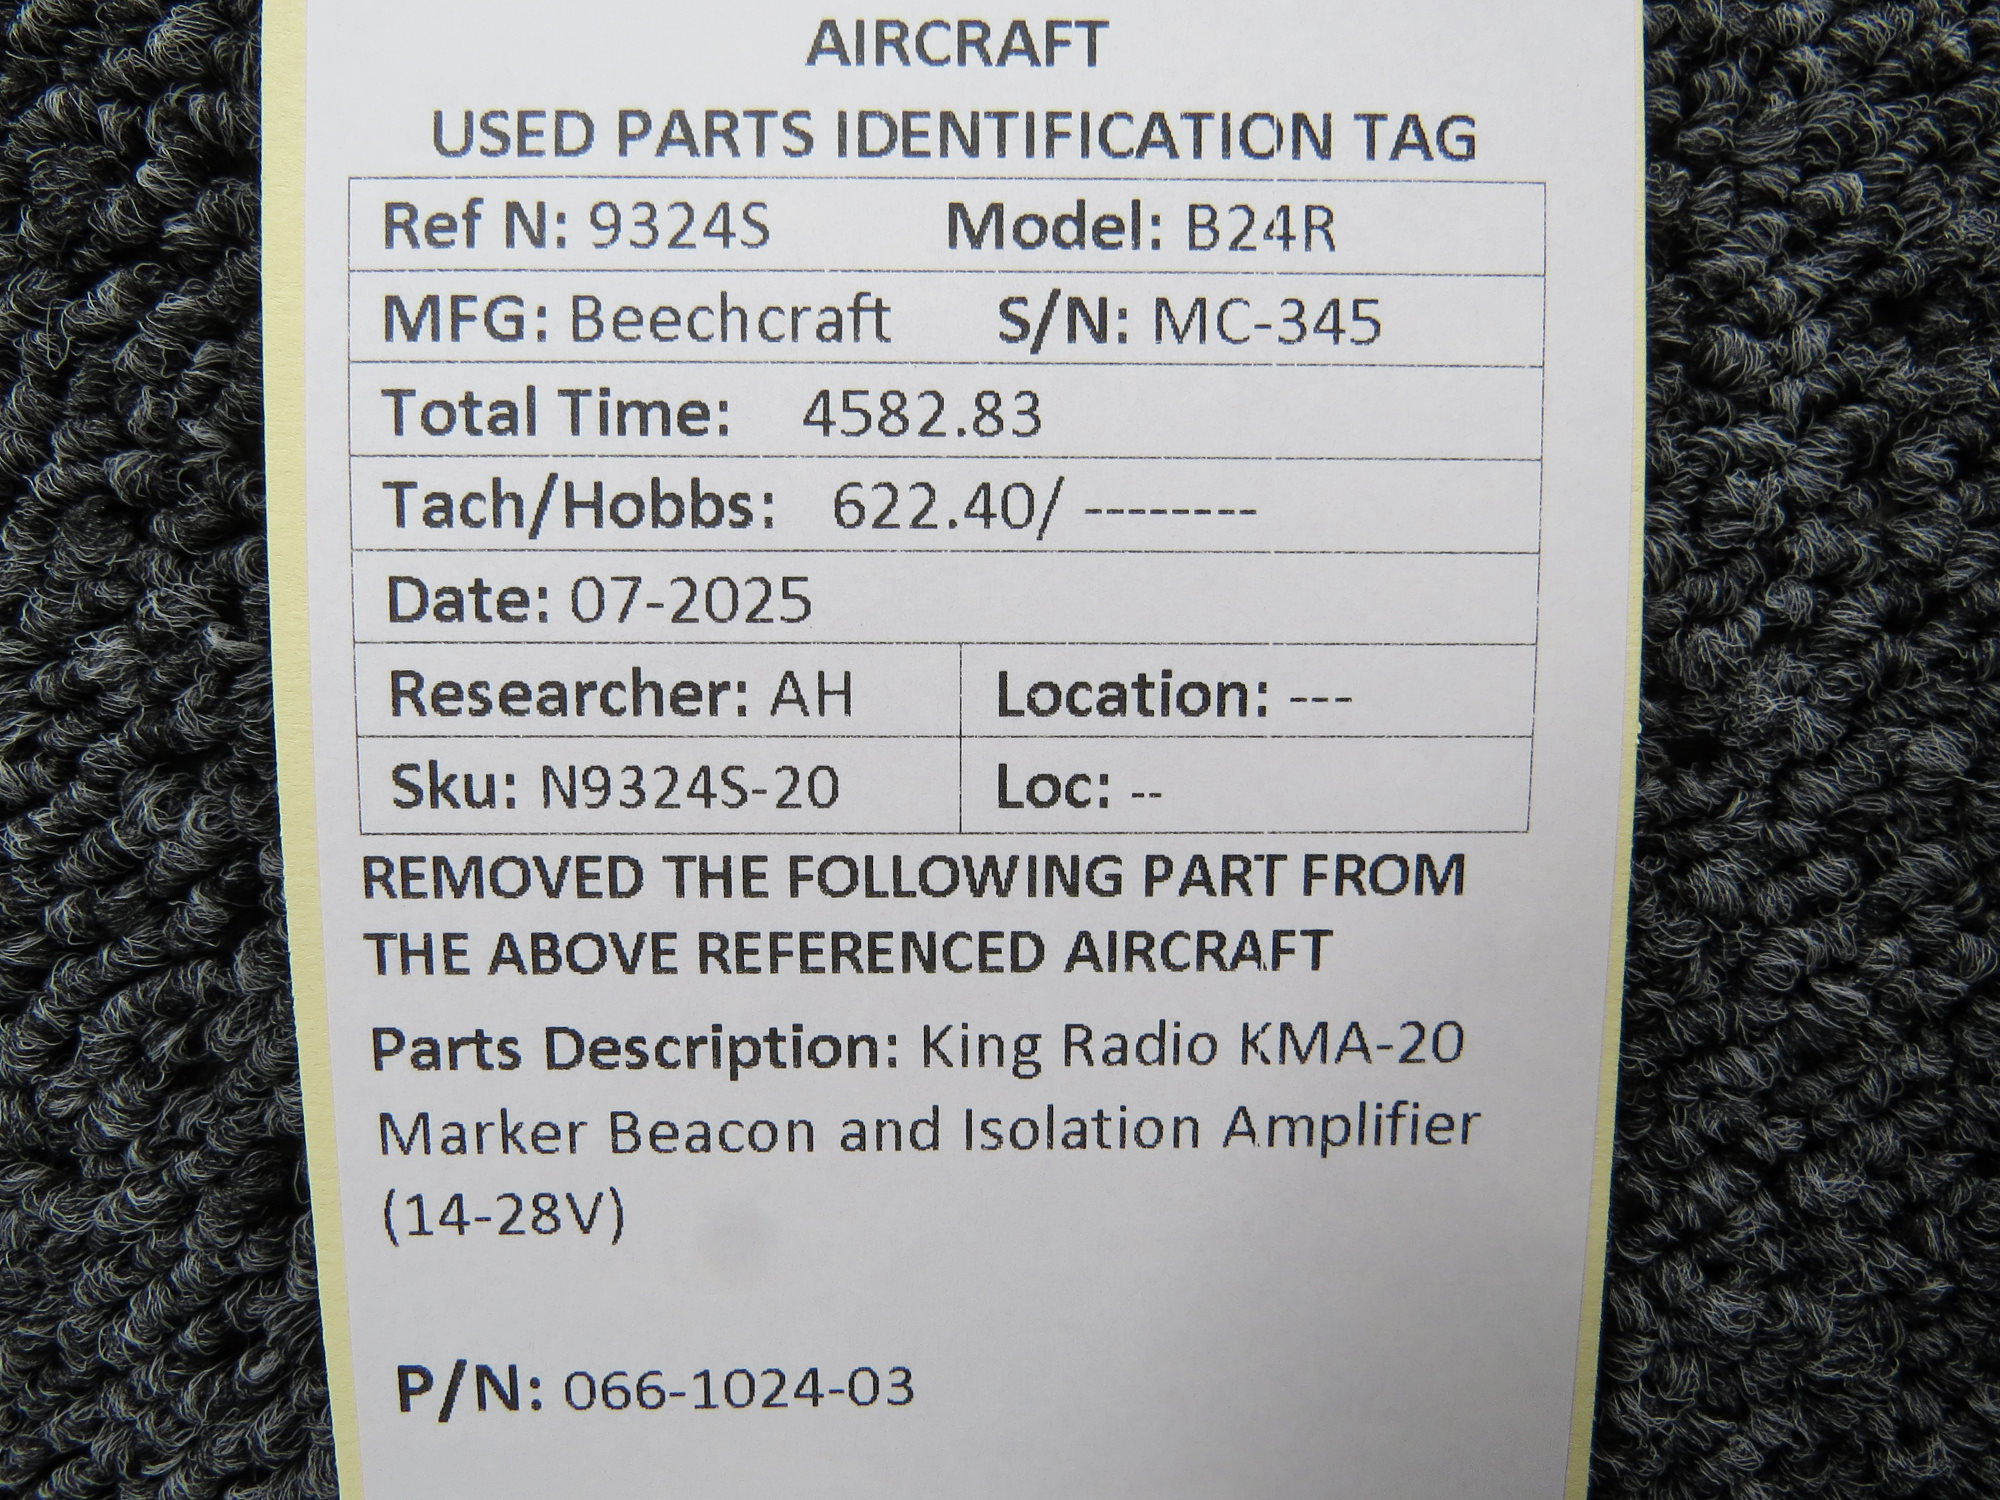 AIRCRAFT
USED PARTS IDENTIFICATION TAG
Ref N: 9324S Model: B24R
MFG: Beechcraft S/N: MC-345
Total Time: 4582.83
Tach/Hobbs: 622.40/ --------
Date: 07-2025
Researcher: AH Location: ---
Sku: N9324S-20 Loc: --
REMOVED THE FOLLOWING PART FROM
THE ABOVE REFERENCED AIRCRAFT
Parts Description: King Radio KMA-20
Marker Beacon and Isolation Amplifier
(14-28V)
P/N: 066-1024-03